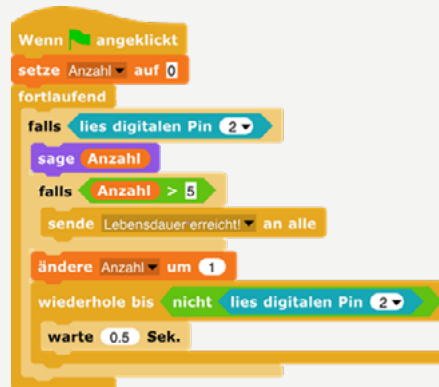 Wenn angeklickt
setze Anzahl auf 0
fortlaufend
falls lies digitalen Pin 2
sage Anzahl
falls Anzahl > 5
sende Lebensdauer erreicht! an alle
ändere Anzahl um 1
wiederhole bis nicht lies digitalen Pin 2
warte 0.5 Sek.